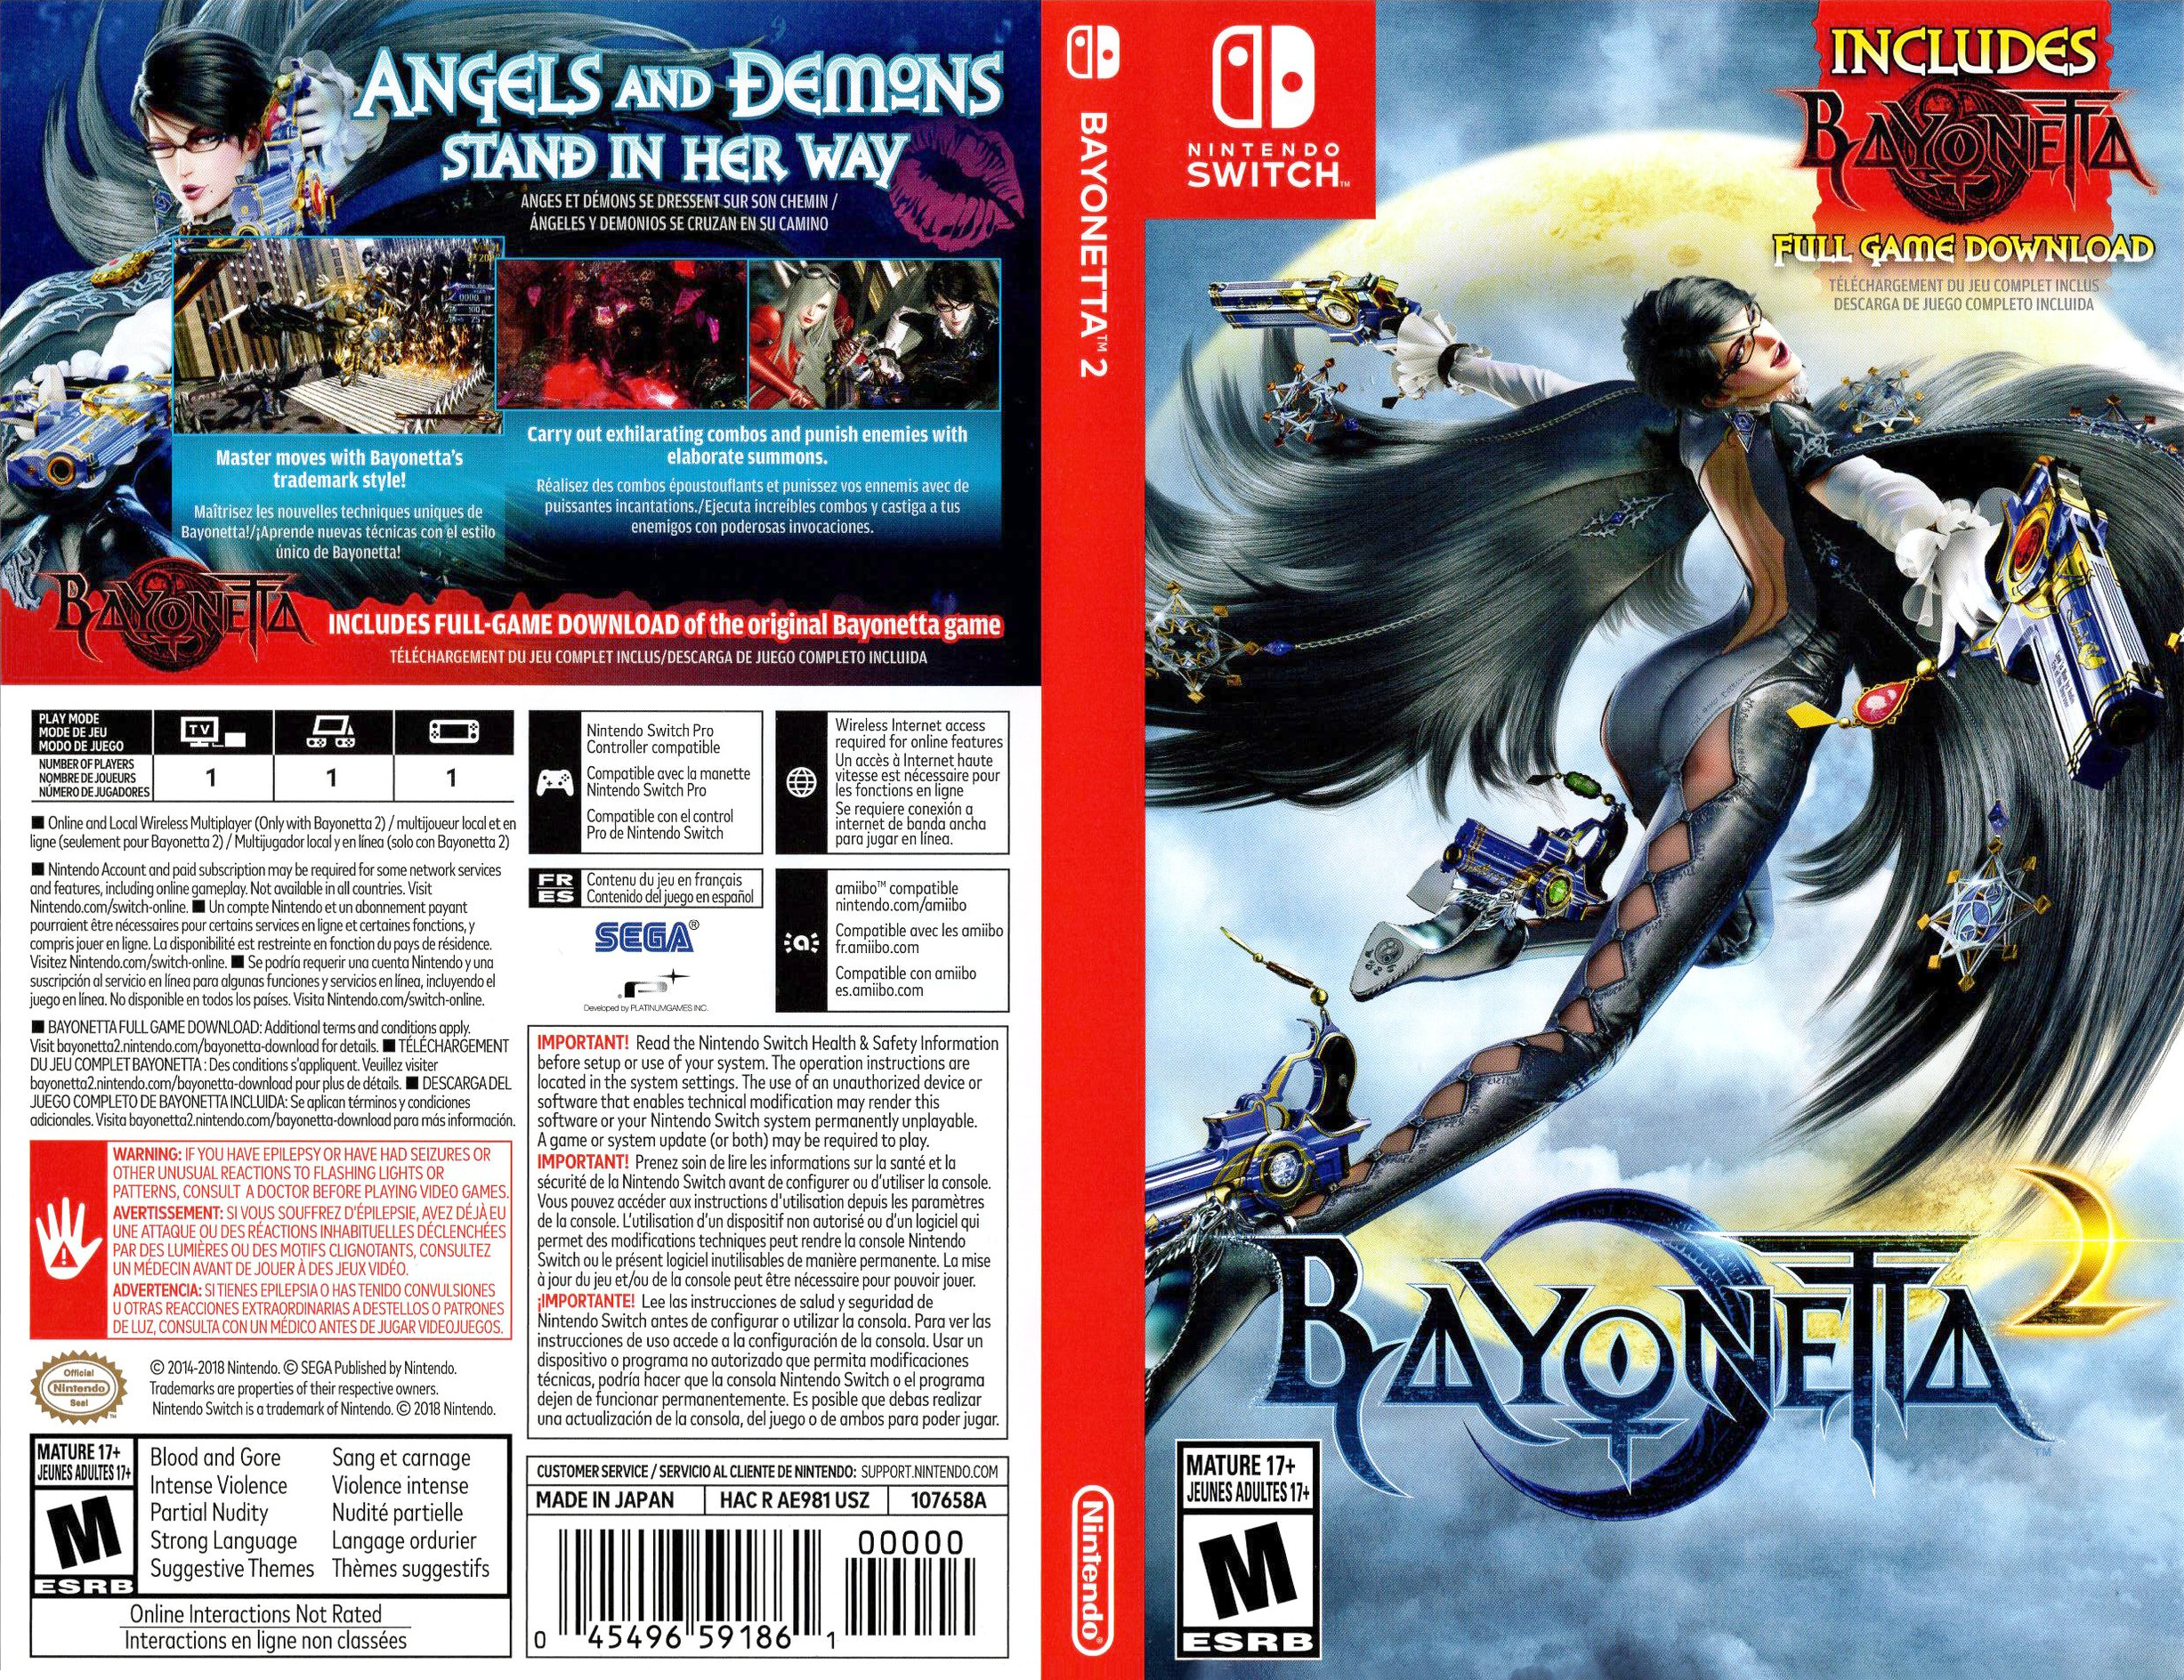 ANGELS AND DEMONS
STAND IN HER WAY
ANGES ET DÉMONS SE DRESSENT SUR SON CHEMIN /
ÁNGELES Y DEMONIOS SE CRUZAN EN SU CAMINO
Master moves with Bayonetta's
trademark style!
Maîtrisez les nouvelles techniques uniques de
Bayonetta!/¡Aprende nuevas técnicas con el estilo
único de Bayonetta!
Carry out exhilarating combos and punish enemies with
elaborate summons.
Réalisez des combos époustouflants et punissez vos ennemis avec de
puissantes incantations./Ejecuta increíbles combos y castiga a tus
enemigos con poderosas invocaciones.
BAYONETTA
INCLUDES FULL-GAME DOWNLOAD of the original Bayonetta game
TÉLÉCHARGEMENT DU JEU COMPLET INCLUS/DESCARGA DE JUEGO COMPLETO INCLUIDA
PLAY MODE
MODE DE JEU
MODO DE JUEGO
TV
NUMBER OF PLAYERS
NOMBRE DE JOUEURS
NÚMERO DE JUGADORES
1 1 1
■ Online and Local Wireless Multiplayer (Only with Bayonetta 2) / multijoueur local et en
ligne (seulement pour Bayonetta 2) / Multijugador local y en línea (solo con Bayonetta 2)
■ Nintendo Account and paid subscription may be required for some network services
and features, including online gameplay. Not available in all countries. Visit
Nintendo.com/switch-online. ■ Un compte Nintendo et un abonnement payant
pourraient être nécessaires pour certains services en ligne et certaines fonctions, y
compris jouer en ligne. La disponibilité est restreinte en fonction du pays de résidence.
Visitez Nintendo.com/switch-online. ■ Se podría requerir una cuenta Nintendo y una
suscripción al servicio en línea para algunas funciones y servicios en línea, incluyendo el
juego en línea. No disponible en todos los países. Visita Nintendo.com/switch-online.
■ BAYONETTA FULL GAME DOWNLOAD: Additional terms and conditions apply.
Visit bayonetta2.nintendo.com/bayonetta-download for details. ■ TÉLÉCHARGEMENT
DU JEU COMPLET BAYONETTA : Des conditions s'appliquent. Veuillez visiter
bayonetta2.nintendo.com/bayonetta-download pour plus de détails. ■ DESCARGA DEL
JUEGO COMPLETO DE BAYONETTA INCLUIDA: Se aplican términos y condiciones
adicionales. Visita bayonetta2.nintendo.com/bayonetta-download para más información.
WARNING: IF YOU HAVE EPILEPSY OR HAVE HAD SEIZURES OR
OTHER UNUSUAL REACTIONS TO FLASHING LIGHTS OR
PATTERNS, CONSULT A DOCTOR BEFORE PLAYING VIDEO GAMES.
AVERTISSEMENT: SI VOUS SOUFFREZ D'ÉPILEPSIE, AVEZ DÉJÀ EU
UNE ATTAQUE OU DES RÉACTIONS INHABITUELLES DÉCLENCHÉES
PAR DES LUMIÈRES OU DES MOTIFS CLIGNOTANTS, CONSULTEZ
UN MÉDECIN AVANT DE JOUER À DES JEUX VIDÉO.
ADVERTENCIA: SI TIENES EPILEPSIA O HAS TENIDO CONVULSIONES
U OTRAS REACCIONES EXTRAORDINARIAS A DESTELLOS O PATRONES
DE LUZ, CONSULTA CON UN MÉDICO ANTES DE JUGAR VIDEOJUEGOS.
Official
Nintendo
Seal
TM
© 2014-2018 Nintendo. © SEGA Published by Nintendo.
Trademarks are properties of their respective owners.
Nintendo Switch is a trademark of Nintendo. © 2018 Nintendo.
MATURE 17+
JEUNES ADULTES 17+
M
ESRB
Blood and Gore
Intense Violence
Partial Nudity
Strong Language
Suggestive Themes
Sang et carnage
Violence intense
Nudité partielle
Langage ordurier
Thèmes suggestifs
Online Interactions Not Rated
Interactions en ligne non classées
Nintendo Switch Pro
Controller compatible
Compatible avec la manette
Nintendo Switch Pro
Compatible con el control
Pro de Nintendo Switch
Wireless Internet access
required for online features
Un accès à Internet haute
vitesse est nécessaire pour
les fonctions en ligne
Se requiere conexión a
internet de banda ancha
para jugar en línea.
FR
ES
Contenu du jeu en français
Contenido del juego en español
SEGA®
P
Developed by PLATINUMGAMES INC.
amiibo™ compatible
nintendo.com/amiibo
Compatible avec les amiibo
fr.amiibo.com
Compatible con amiibo
es.amiibo.com
IMPORTANT! Read the Nintendo Switch Health & Safety Information
before setup or use of your system. The operation instructions are
located in the system settings. The use of an unauthorized device or
software that enables technical modification may render this
software or your Nintendo Switch system permanently unplayable.
A game or system update (or both) may be required to play.
IMPORTANT! Prenez soin de lire les informations sur la santé et la
sécurité de la Nintendo Switch avant de configurer ou d'utiliser la console.
Vous pouvez accéder aux instructions d'utilisation depuis les paramètres
de la console. L'utilisation d'un dispositif non autorisé ou d'un logiciel qui
permet des modifications techniques peut rendre la console Nintendo
Switch ou le présent logiciel inutilisables de manière permanente. La mise
à jour du jeu et/ou de la console peut être nécessaire pour pouvoir jouer.
¡IMPORTANTE! Lee las instrucciones de salud y seguridad de
Nintendo Switch antes de configurar o utilizar la consola. Para ver las
instrucciones de uso accede a la configuración de la consola. Usar un
dispositivo o programa no autorizado que permita modificaciones
técnicas, podría hacer que la consola Nintendo Switch o el programa
dejen de funcionar permanentemente. Es posible que debas realizar
una actualización de la consola, del juego o de ambos para poder jugar.
CUSTOMER SERVICE / SERVICIO AL CLIENTE DE NINTENDO: SUPPORT.NINTENDO.COM
MADE IN JAPAN HAC R AE981 USZ 107658A
00000
0 45496 59186 1
BAYONETTA™ 2
Nintendo®
NINTENDO
SWITCH™
INCLUDES
BAYONETTA
FULL GAME DOWNLOAD
TÉLÉCHARGEMENT DU JEU COMPLET INCLUS
DESCARGA DE JUEGO COMPLETO INCLUIDA
BAYONETTA 2
TM
MATURE 17+
JEUNES ADULTES 17+
M
ESRB